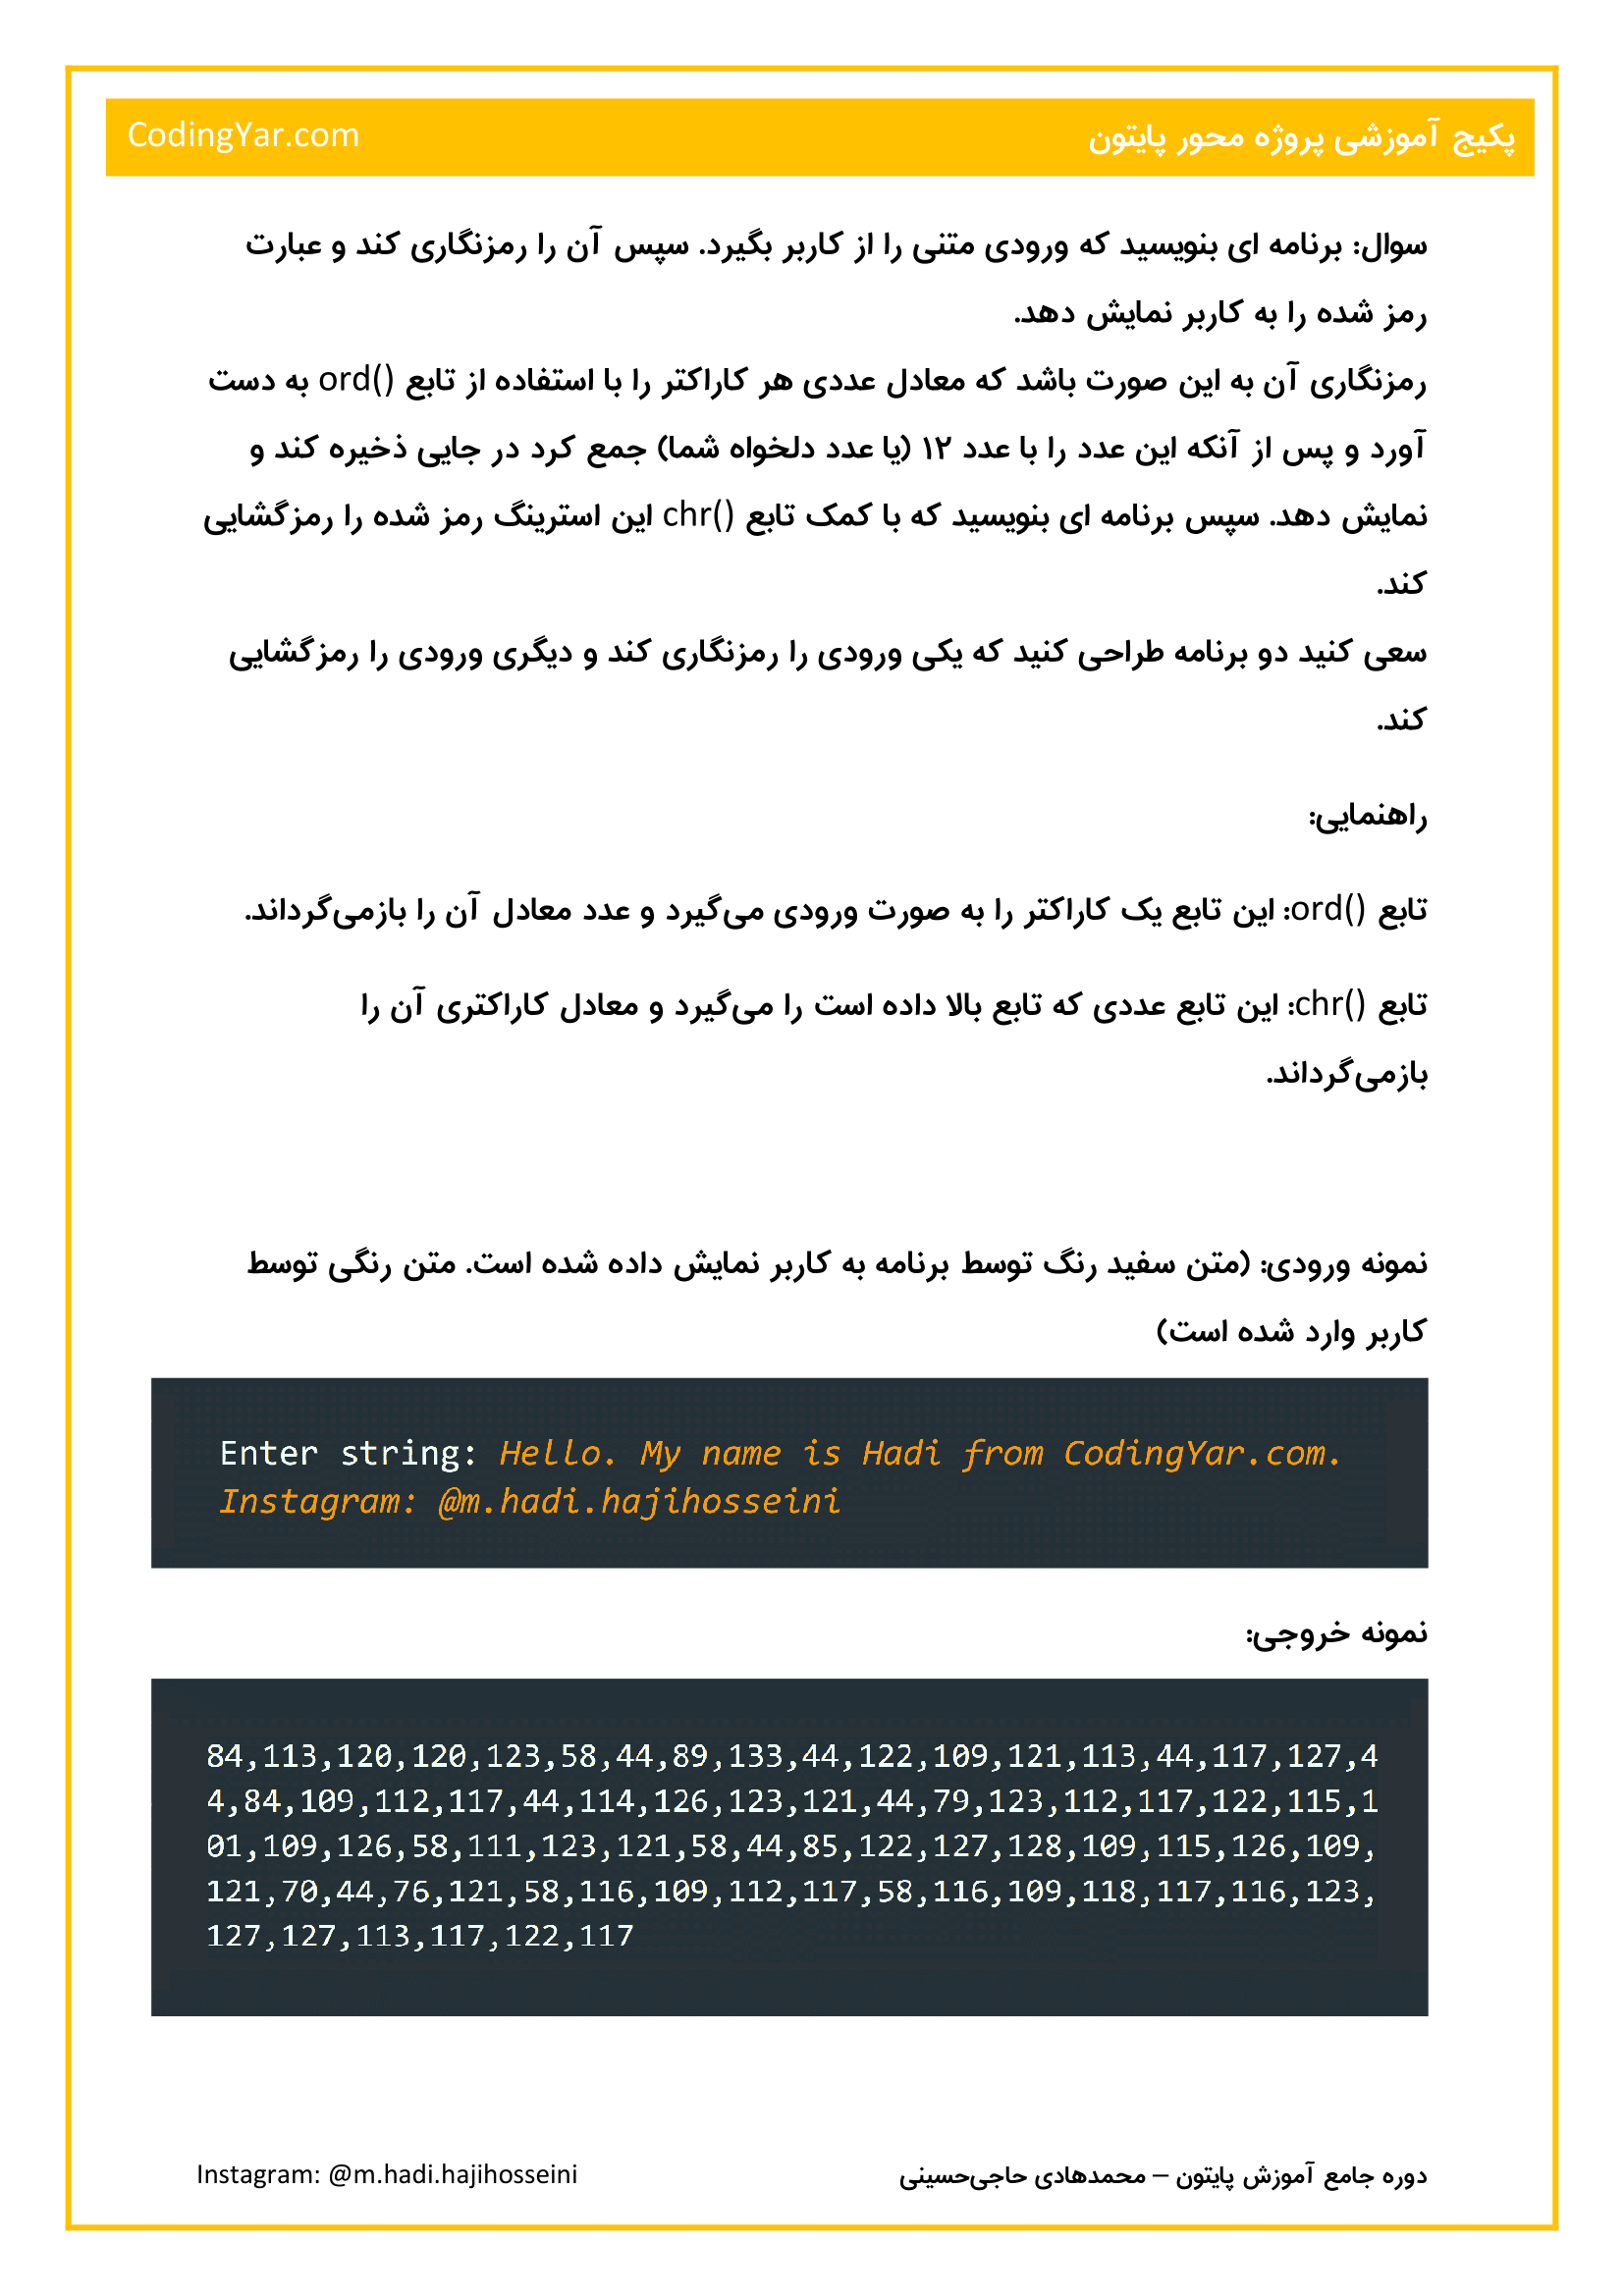 پکیج آموزشی پروژه محور پایتون CodingYar.com
سوال: برنامه ای بنویسید که ورودی متنی را از کاربر بگیرد. سپس آن را رمزنگاری کند و عبارت
رمز شده را به کاربر نمایش دهد.
رمزنگاری آن به این صورت باشد که معادل عددی هر کاراکتر را با استفاده از تابع ord() به دست
آورد و پس از آنکه این عدد را با عدد ۱۲ (یا عدد دلخواه شما) جمع کرد در جایی ذخیره کند و
نمایش دهد. سپس برنامه ای بنویسید که با کمک تابع chr() این استرینگ رمز شده را رمزگشایی
کند.
سعی کنید دو برنامه طراحی کنید که یکی ورودی را رمزنگاری کند و دیگری ورودی را رمزگشایی
کند.
راهنمایی:
تابع ord(): این تابع یک کاراکتر را به صورت ورودی می‌گیرد و عدد معادل آن را بازمی‌گرداند.
تابع chr(): این تابع عددی که تابع بالا داده است را می‌گیرد و معادل کاراکتری آن را
بازمی‌گرداند.
نمونه ورودی: (متن سفید رنگ توسط برنامه به کاربر نمایش داده شده است. متن رنگی توسط
کاربر وارد شده است)
Enter string: Hello. My name is Hadi from CodingYar.com.
Instagram: @m.hadi.hajihosseini
نمونه خروجی:
84,113,120,120,123,58,44,89,133,44,122,109,121,113,44,117,127,4
4,84,109,112,117,44,114,126,123,121,44,79,123,112,117,122,115,1
01,109,126,58,111,123,121,58,44,85,122,127,128,109,115,126,109,
121,70,44,76,121,58,116,109,112,117,58,116,109,118,117,116,123,
127,127,113,117,122,117
دوره جامع آموزش پایتون – محمدهادی حاجی‌حسینی Instagram: @m.hadi.hajihosseini